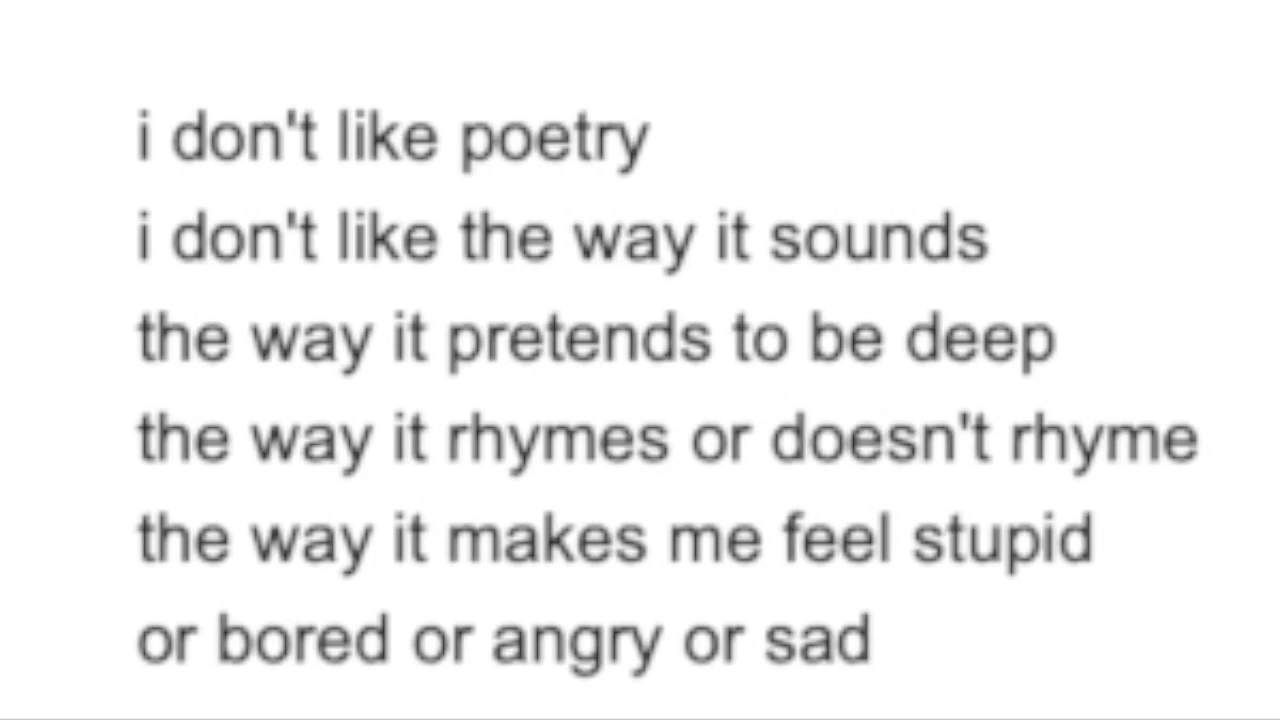 i don't like poetry
i don't like the way it sounds
the way it pretends to be deep
the way it rhymes or doesn't rhyme
the way it makes me feel stupid
or bored or angry or sad